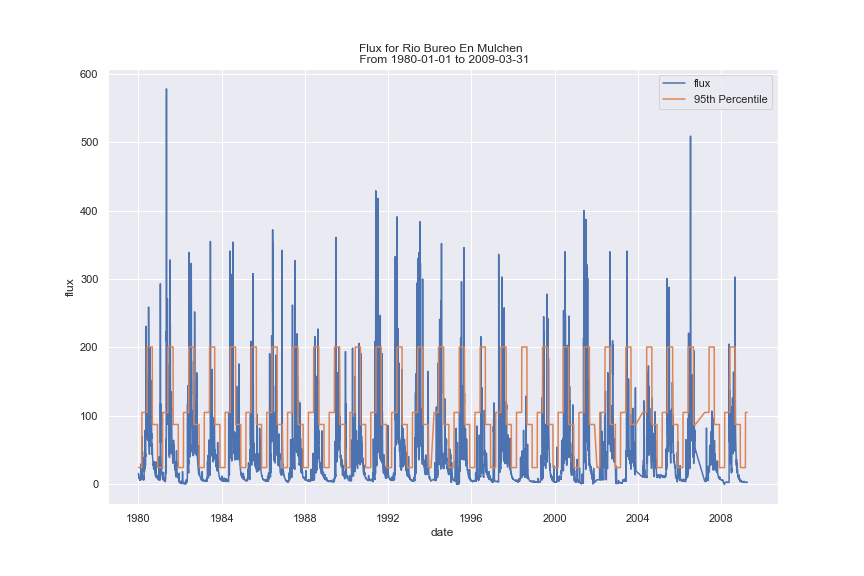 Flux for Rio Bureo En Mulchen
From 1980-01-01 to 2009-03-31
flux
95th Percentile
600
500
400
300
200
100
0
flux
1980 1984 1988 1992 1996 2000 2004 2008
date